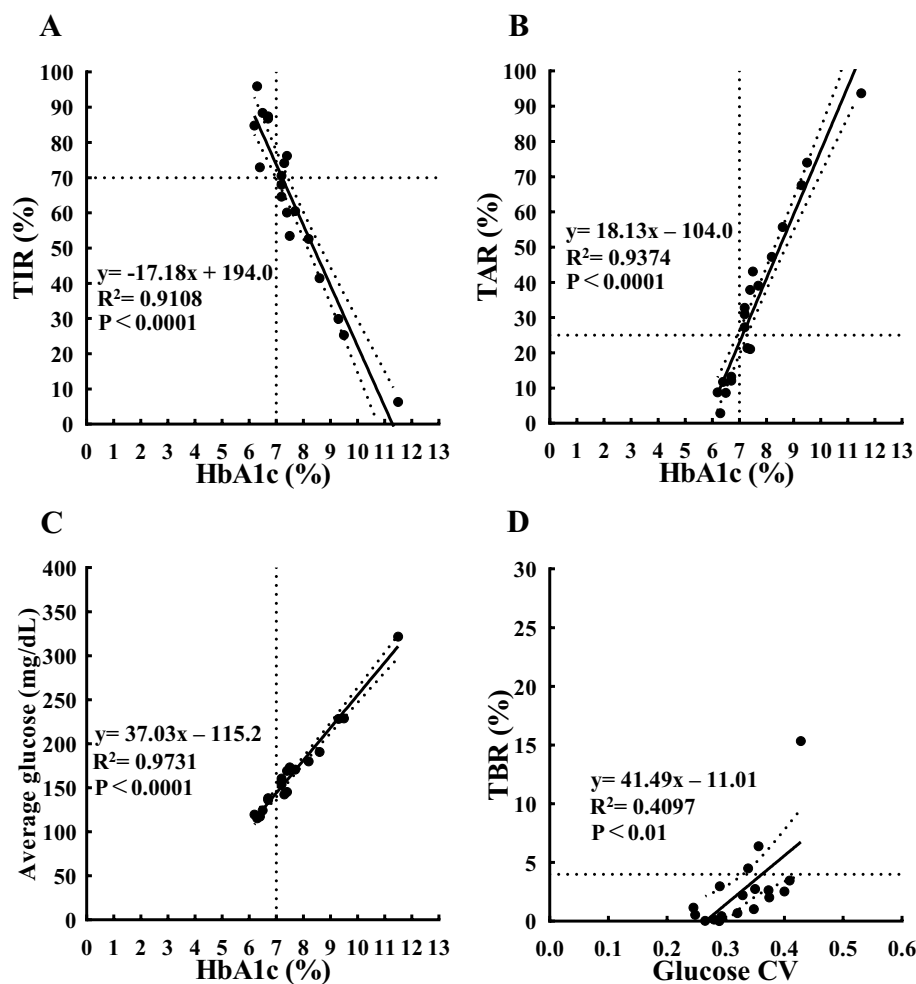 A
100
90
80
70
60
50
40
30
20
10
0
TIR (%)
y= -17.18x + 194.0
R²= 0.9108
P < 0.0001
0 1 2 3 4 5 6 7 8 9 10 11 12 13
HbA1c (%)
B
100
90
80
70
60
50
40
30
20
10
0
TAR (%)
y= 18.13x – 104.0
R²= 0.9374
P < 0.0001
0 1 2 3 4 5 6 7 8 9 10 11 12 13
HbA1c (%)
C
400
350
300
250
200
150
100
50
0
Average glucose (mg/dL)
y= 37.03x – 115.2
R²= 0.9731
P < 0.0001
0 1 2 3 4 5 6 7 8 9 10 11 12 13
HbA1c (%)
D
30
25
20
15
10
5
0
TBR (%)
y= 41.49x – 11.01
R²= 0.4097
P < 0.01
0.0 0.1 0.2 0.3 0.4 0.5 0.6
Glucose CV